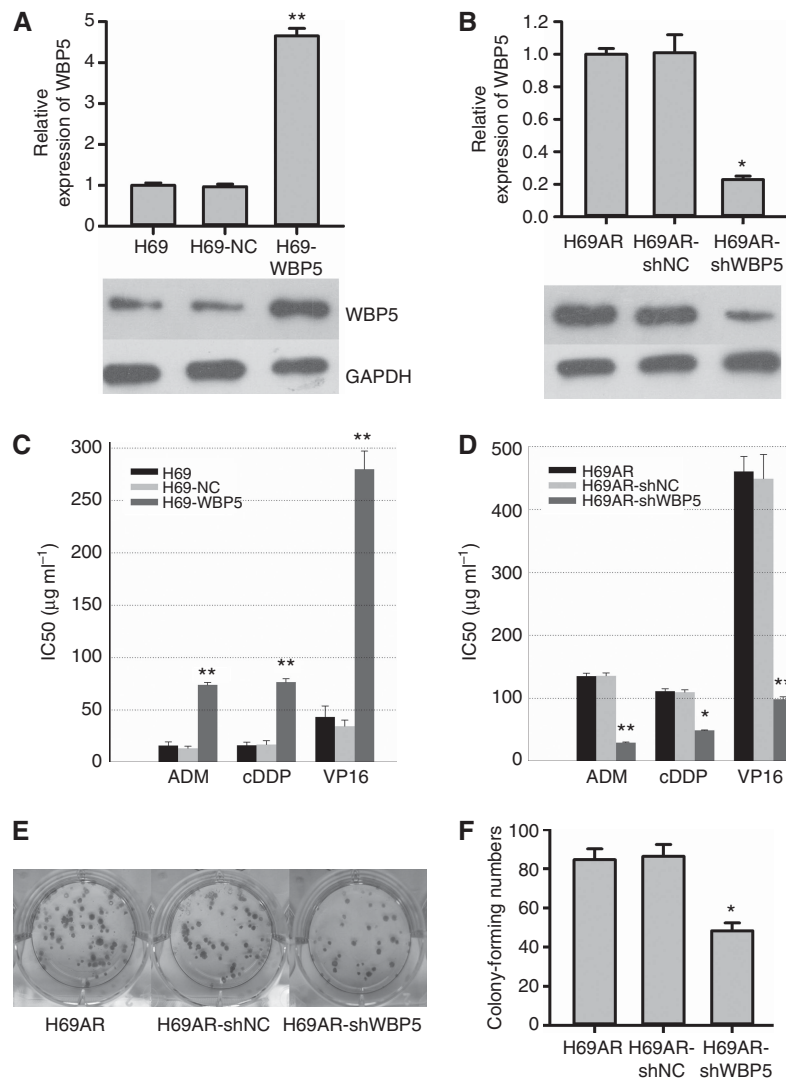 A
Relative
expression of WBP5
5
4
3
2
1
0
**
H69
H69-NC
H69-
WBP5
WBP5
GAPDH
B
Relative
expression of WBP5
1.2
1.0
0.8
0.6
0.4
0.2
0.0
*
H69AR
H69AR-
shNC
H69AR-
shWBP5
C
IC50 (μg ml⁻¹)
300
250
200
150
100
50
0
H69
H69-NC
H69-WBP5
**
**
**
ADM
cDDP
VP16
D
IC50 (μg ml⁻¹)
500
400
300
200
100
0
H69AR
H69AR-shNC
H69AR-shWBP5
**
*
**
ADM
cDDP
VP16
E
H69AR
H69AR-shNC
H69AR-shWBP5
F
Colony-forming numbers
100
80
60
40
20
0
*
H69AR
H69AR-
shNC
H69AR-
shWBP5